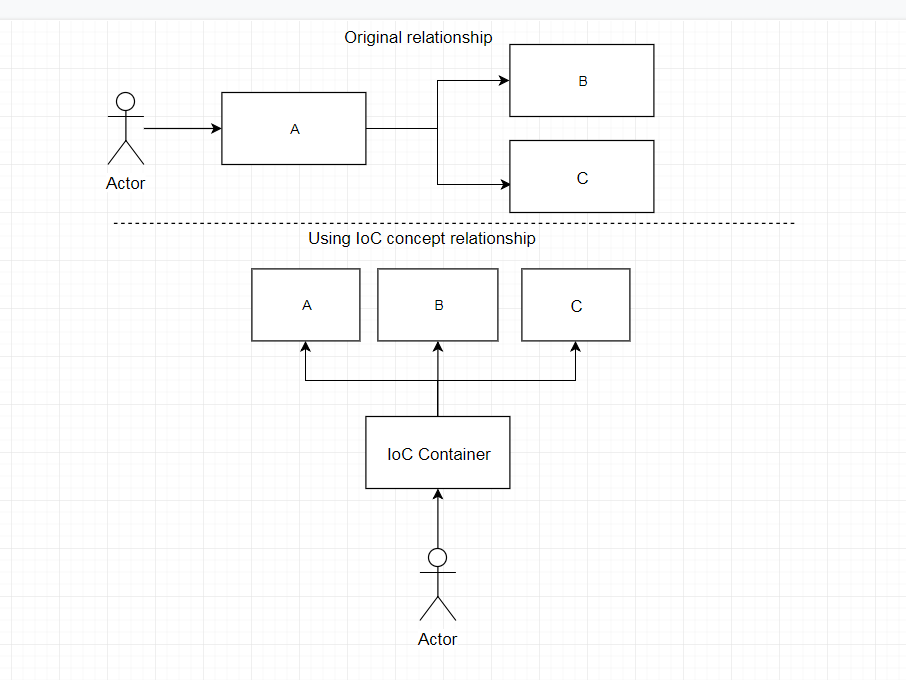 Original relationship
B
A
C
Actor
Using IoC concept relationship
A
B
C
IoC Container
Actor